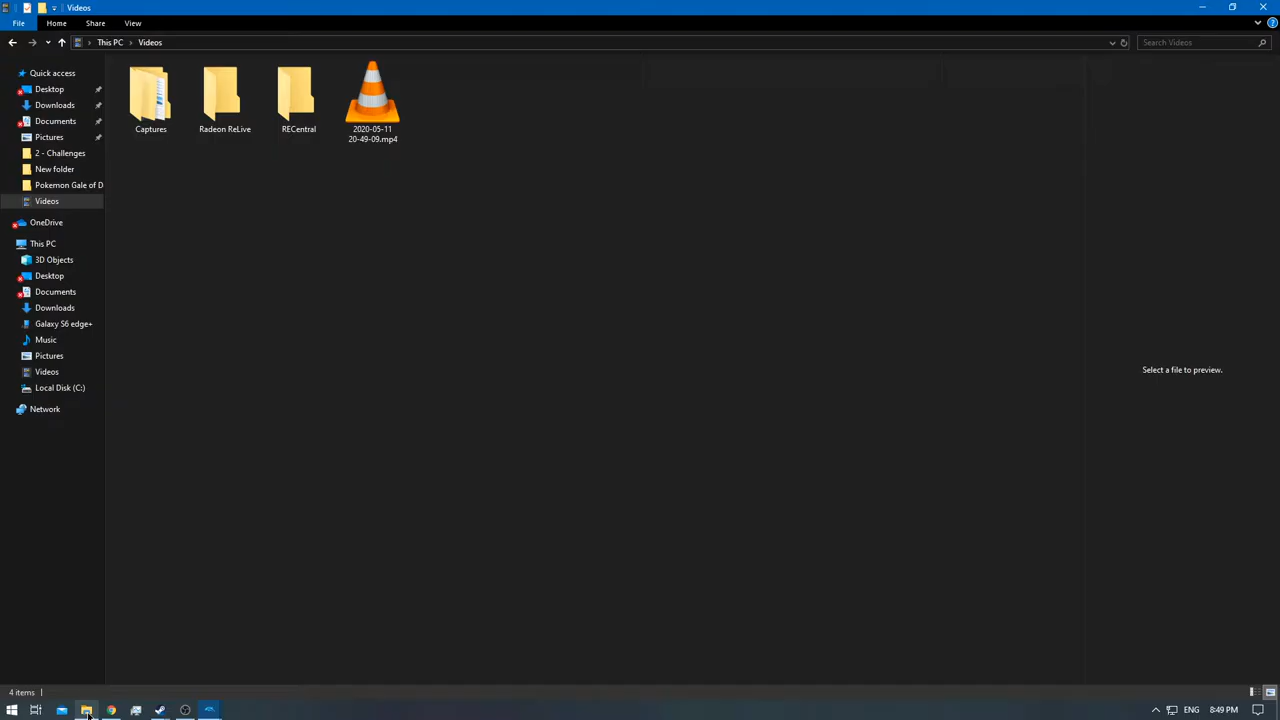 Videos
File Home Share View
This PC Videos Search Videos
Quick access
Desktop
Downloads
Documents
Pictures
2 - Challenges
New folder
Pokemon Gale of D
Videos
OneDrive
This PC
3D Objects
Desktop
Documents
Downloads
Galaxy S6 edge+
Music
Pictures
Videos
Local Disk (C:)
Network
Captures Radeon ReLive RECentral 2020-05-11
20-49-09.mp4
Select a file to preview.
4 items
ENG 8:49 PM